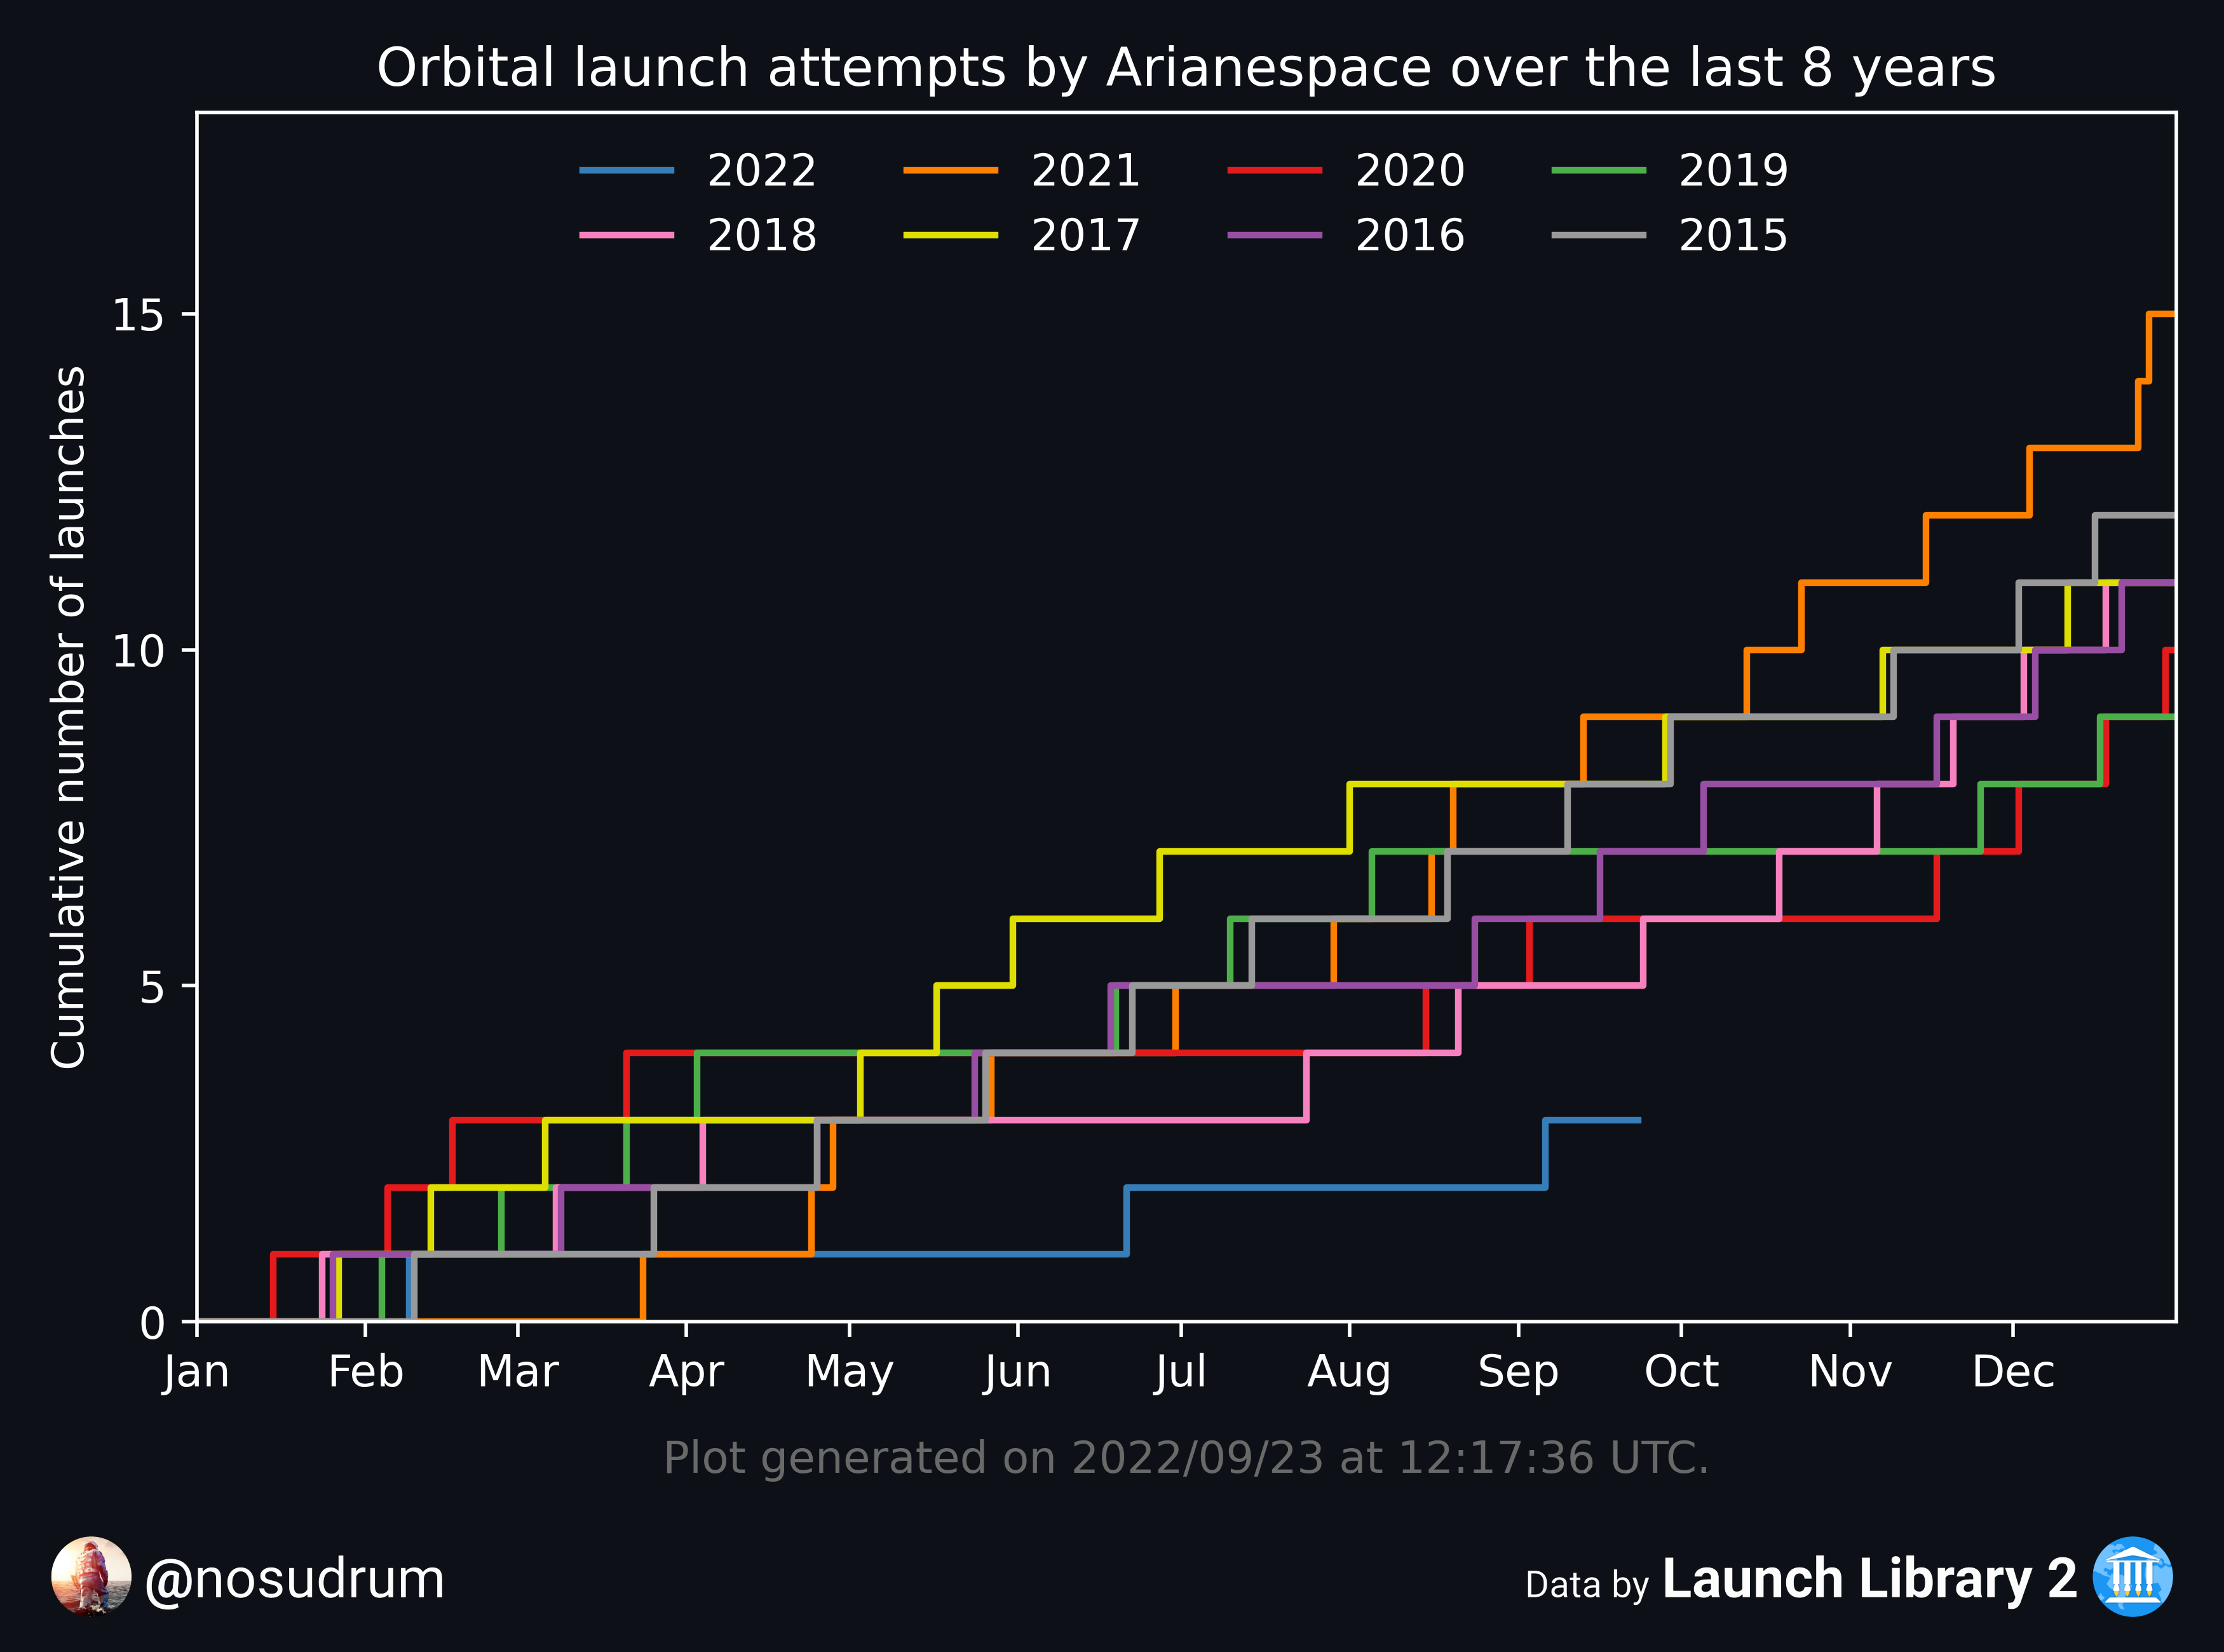 Orbital launch attempts by Arianespace over the last 8 years
2022 2021 2020 2019
2018 2017 2016 2015
Cumulative number of launches
15
10
5
0
Jan Feb Mar Apr May Jun Jul Aug Sep Oct Nov Dec
Plot generated on 2022/09/23 at 12:17:36 UTC.
@nosudrum
Data by Launch Library 2